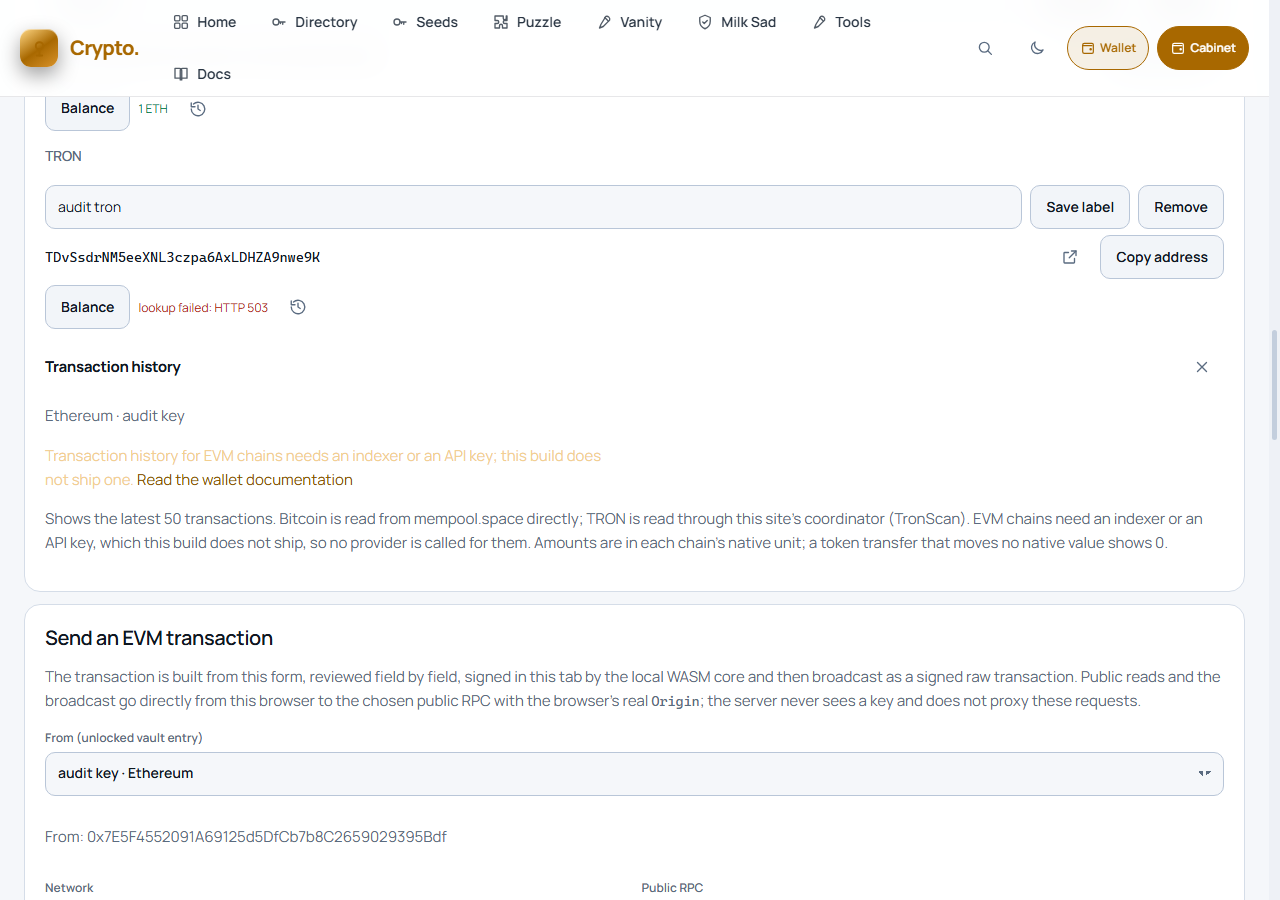 Crypto.
Home
Directory
Seeds
Puzzle
Vanity
Milk Sad
Tools
Docs
Wallet
Cabinet
Balance
1 ETH
TRON
audit tron
Save label
Remove
TDvSsdrNM5eeXNL3czpa6AxLDHZA9nwe9K
Copy address
Balance
lookup failed: HTTP 503
Transaction history
Ethereum · audit key
Transaction history for EVM chains needs an indexer or an API key; this build does
not ship one. Read the wallet documentation
Shows the latest 50 transactions. Bitcoin is read from mempool.space directly; TRON is read through this site's coordinator (TronScan). EVM chains need an indexer or an
API key, which this build does not ship, so no provider is called for them. Amounts are in each chain's native unit; a token transfer that moves no native value shows 0.
Send an EVM transaction
The transaction is built from this form, reviewed field by field, signed in this tab by the local WASM core and then broadcast as a signed raw transaction. Public reads and the
broadcast go directly from this browser to the chosen public RPC with the browser's real Origin; the server never sees a key and does not proxy these requests.
From (unlocked vault entry)
audit key · Ethereum
From: 0x7E5F4552091A69125d5DfCb7b8C2659029395Bdf
Network
Public RPC